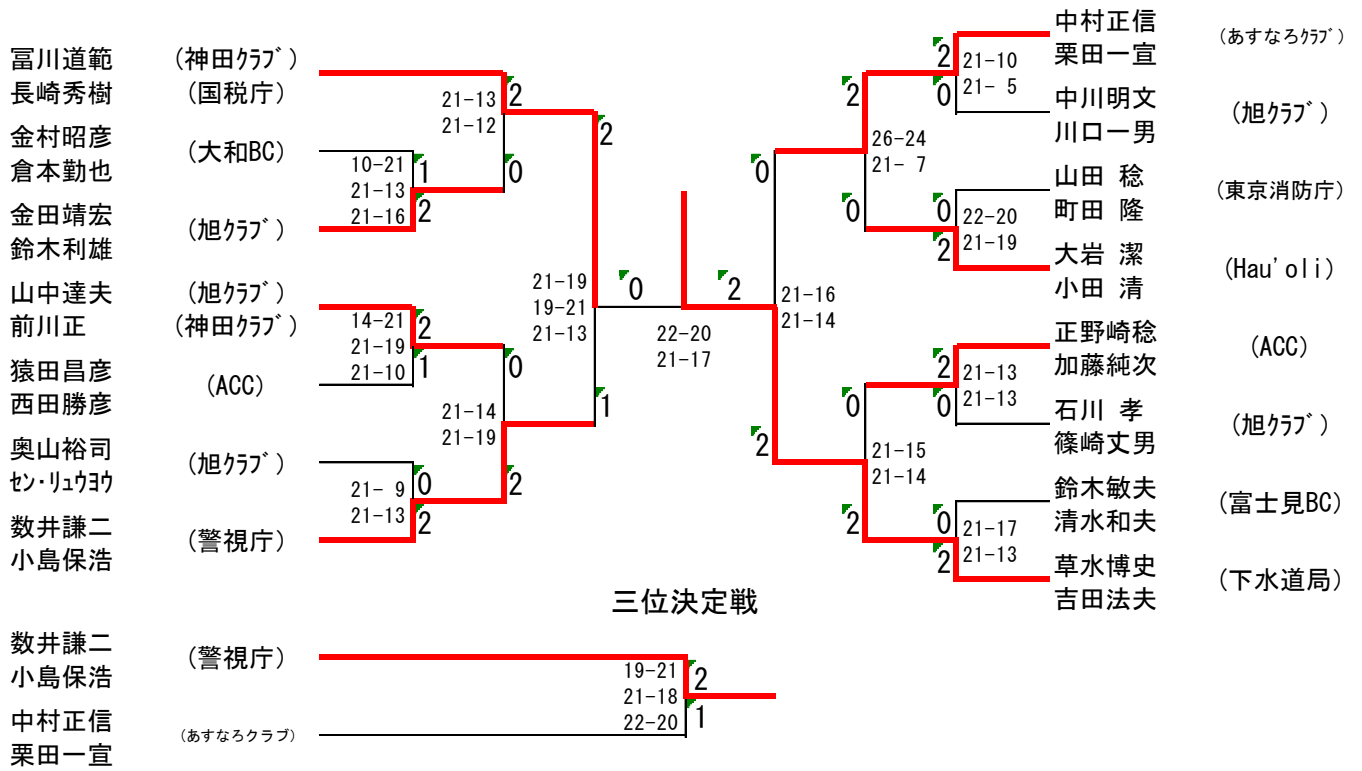 冨川道範 (神田ｸﾗﾌﾞ)
長崎秀樹 (国税庁)
金村昭彦
倉本勤也
(大和BC)
金田靖宏
鈴木利雄
(旭ｸﾗﾌﾞ)
山中達夫 (旭ｸﾗﾌﾞ)
前川正 (神田ｸﾗﾌﾞ)
猿田昌彦
西田勝彦
(ACC)
奥山裕司
ｾﾝ･ﾘｭｳﾖｳ
(旭ｸﾗﾌﾞ)
数井謙二
小島保浩
(警視庁)
21-13
21-12
2
0
10-21
21-13
21-16
1
2
14-21
21-19
21-10
2
1
21-14
21-19
0
2
21- 9
21-13
0
2
21-19
19-21
21-13
2
1
0
2
22-20
21-17
21-16
21-14
0
2
26-24
21- 7
2
0
21-15
21-14
0
2
21-10
21- 5
2
0
22-20
21-19
0
2
21-13
21-13
2
0
21-17
21-13
0
2
中村正信
栗田一宣
(あすなろｸﾗﾌﾞ)
中川明文
川口一男
(旭ｸﾗﾌﾞ)
山田 稔
町田 隆
(東京消防庁)
大岩 潔
小田 清
(Hau'oli)
正野崎稔
加藤純次
(ACC)
石川 孝
篠崎丈男
(旭ｸﾗﾌﾞ)
鈴木敏夫
清水和夫
(富士見BC)
草水博史
吉田法夫
(下水道局)
三位決定戦
数井謙二
小島保浩
(警視庁)
中村正信
栗田一宣
(あすなろクラブ)
19-21
21-18
22-20
2
1